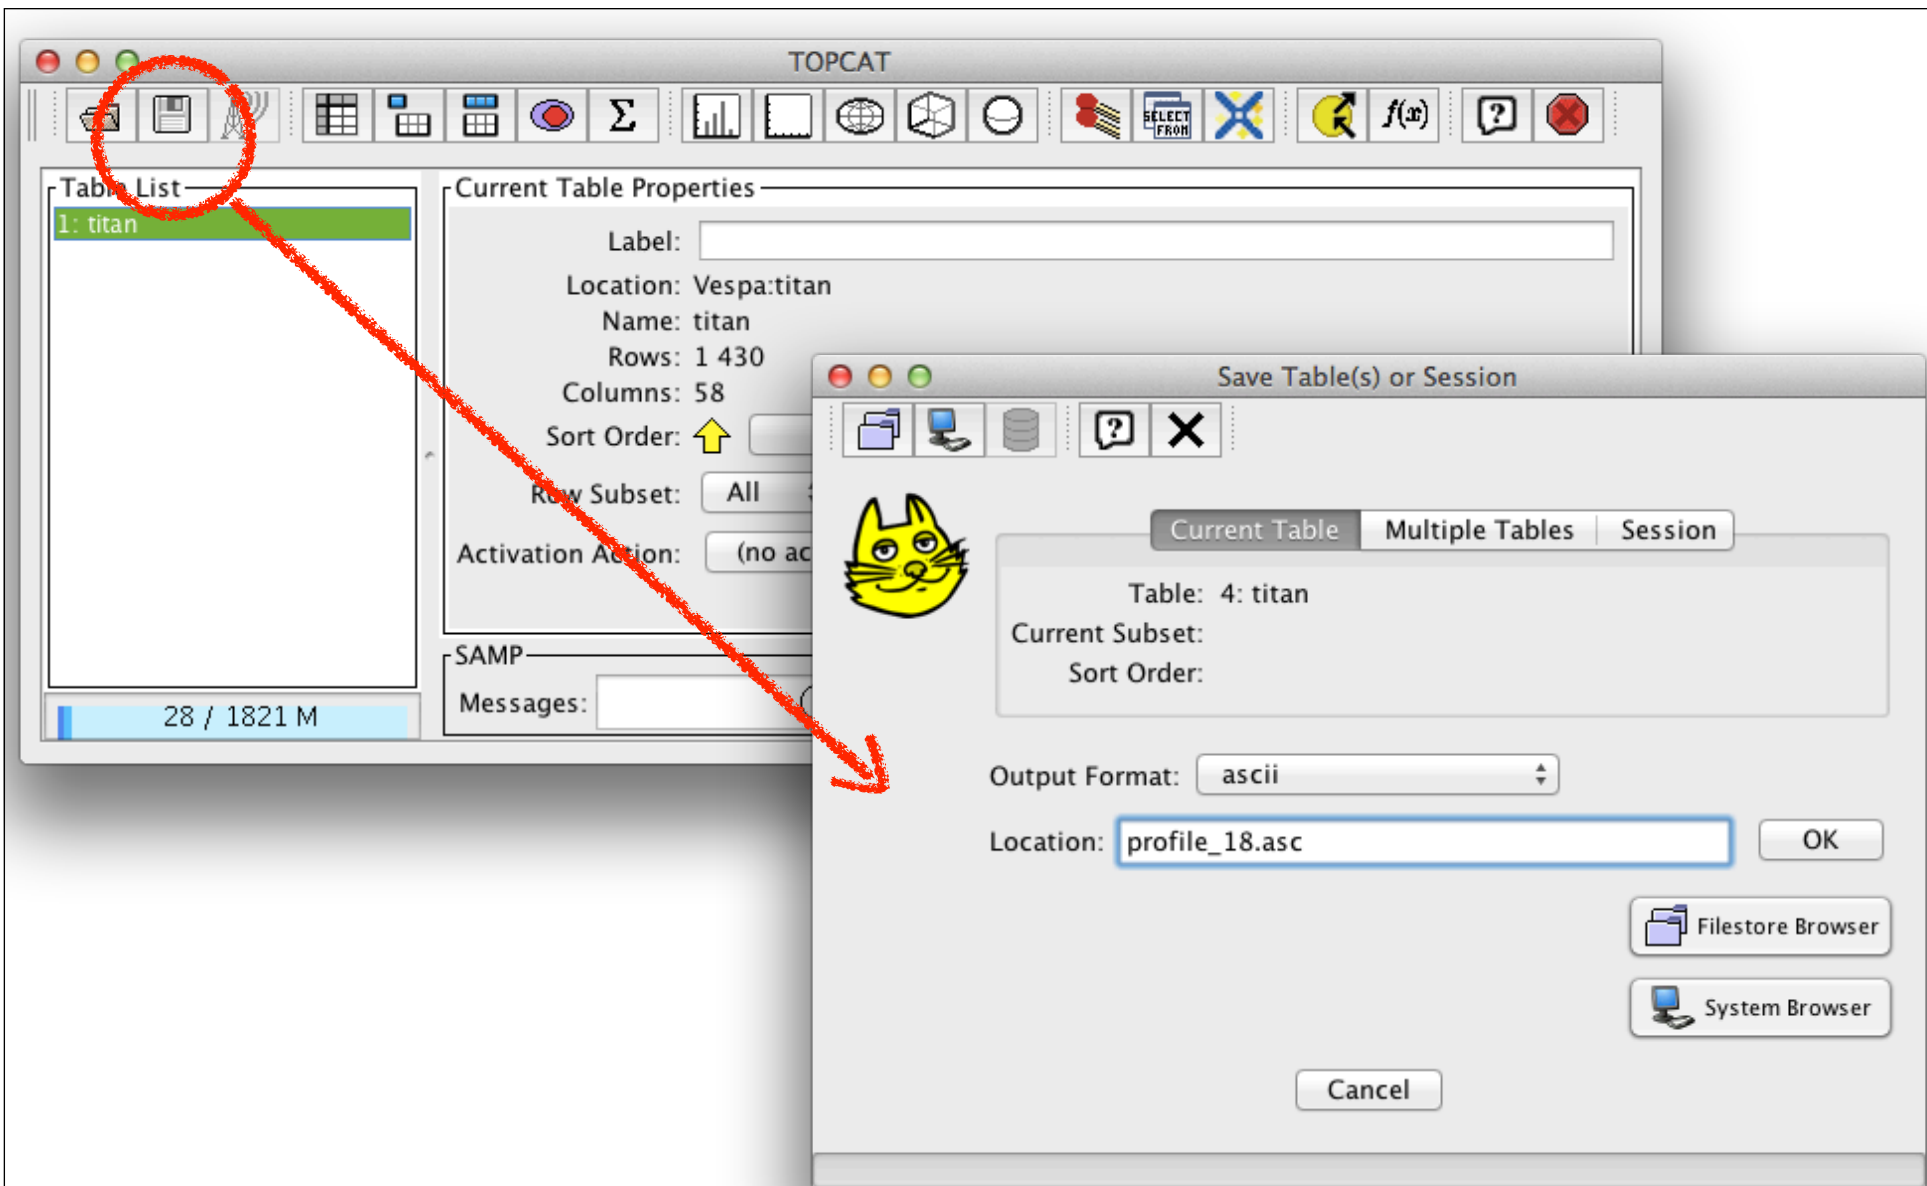 TOPCAT
SELECT
FROM
f(x)
Table List
1: titan
28 / 1821 M
Current Table Properties
Label:
Location: Vespa:titan
Name: titan
Rows: 1 430
Columns: 58
Sort Order:
Row Subset: All
Activation Action: (no ac
SAMP
Messages:
Save Table(s) or Session
Current Table Multiple Tables Session
Table: 4: titan
Current Subset:
Sort Order:
Output Format: ascii
Location: profile_18.asc OK
Filestore Browser
System Browser
Cancel